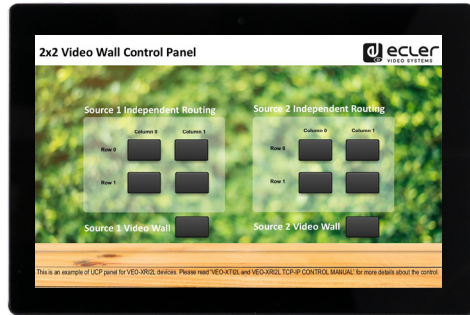 2x2 Video Wall Control Panel
ecler
VIDEO SYSTEMS
Source 1 Independent Routing
Source 2 Independent Routing
Column 0 Column 1
Column 0 Column 1
Row 0
Row 0
Row 1
Row 1
Source 1 Video Wall
Source 2 Video Wall
This is an example of UCP panel for VEO-XRI2L devices. Please read 'VEO-XTI2L and VEO-XRI2L TCP-IP CONTROL MANUAL' for more details about the control.